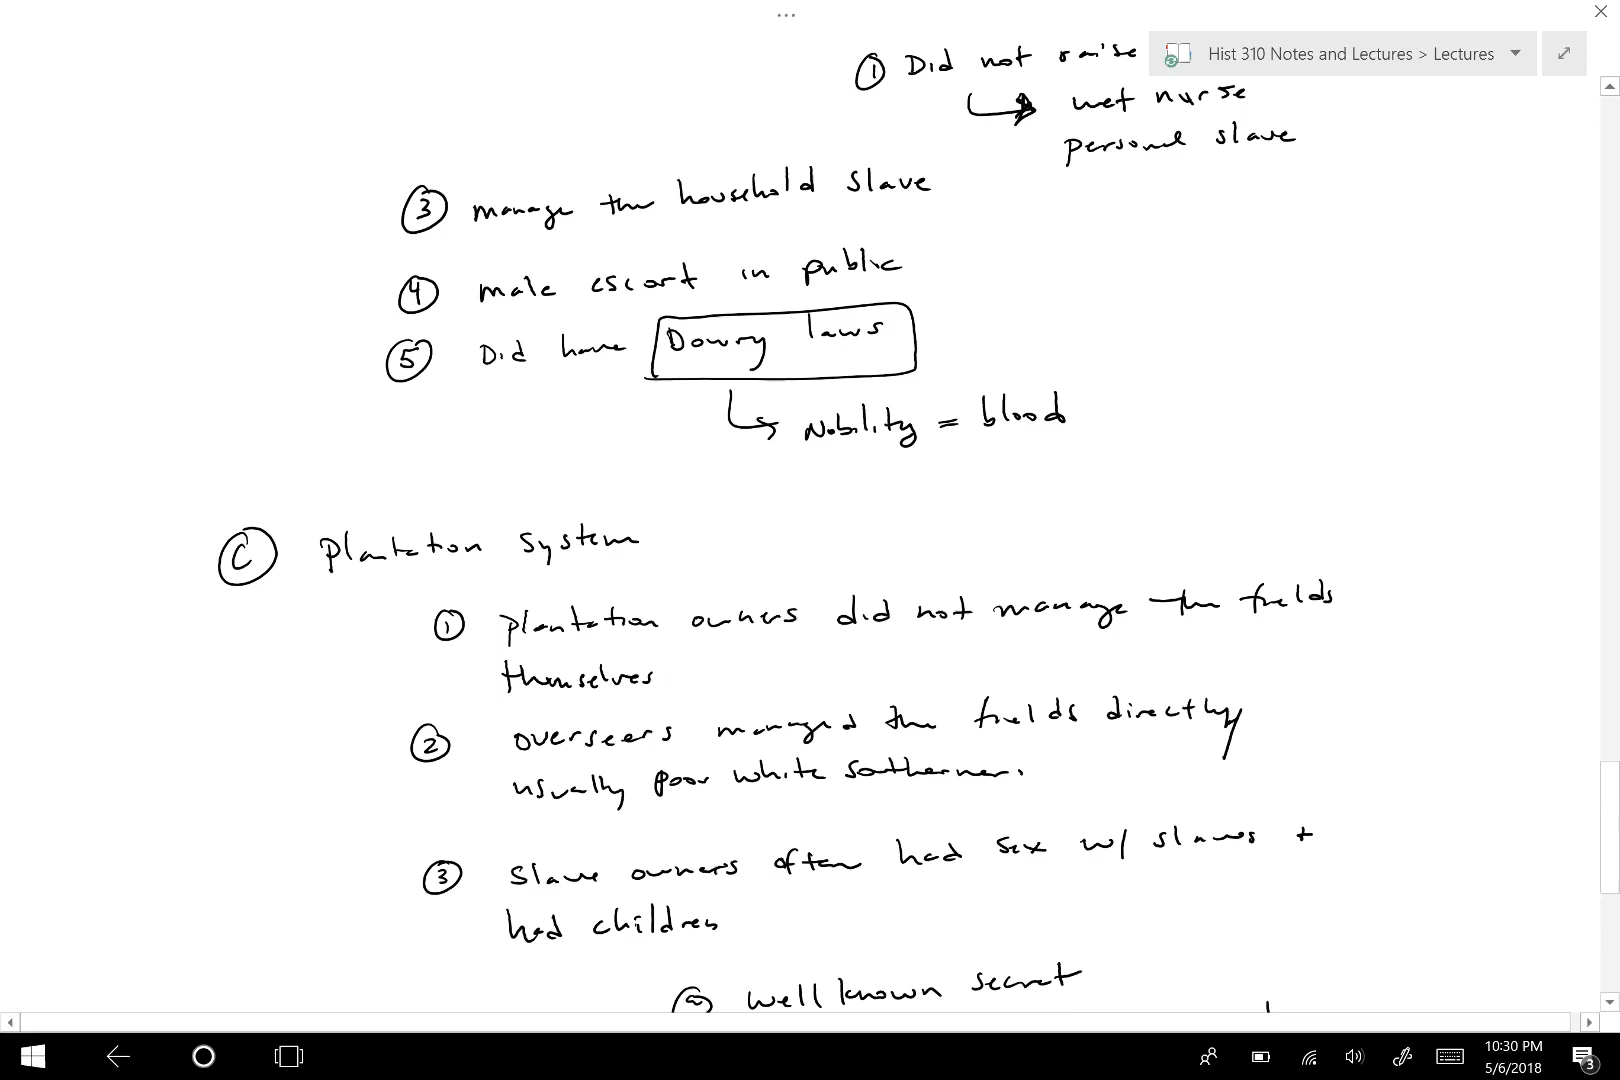 ...
Hist 310 Notes and Lectures > Lectures
① Did not raise
wet nurse
personal slave
③ manage the household slave
④ male escort in public
⑤ Did have Dowry laws
Nobility = blood
Ⓒ Plantation System
① plantation owners did not manage the fields
themselves
② overseers managed the fields directly
usually poor white southerner.
③ Slave owners often had sex w/ slaves +
had children
ⓐ well known secret
10:30 PM
5/6/2018
3